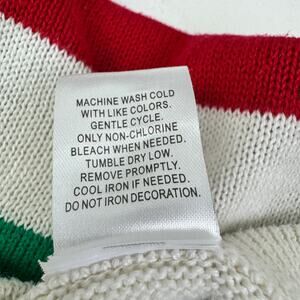 MACHINE WASH COLD
WITH LIKE COLORS.
GENTLE CYCLE.
ONLY NON-CHLORINE
BLEACH WHEN NEEDED.
TUMBLE DRY LOW.
REMOVE PROMPTLY.
COOL IRON IF NEEDED.
DO NOT IRON DECORATION.